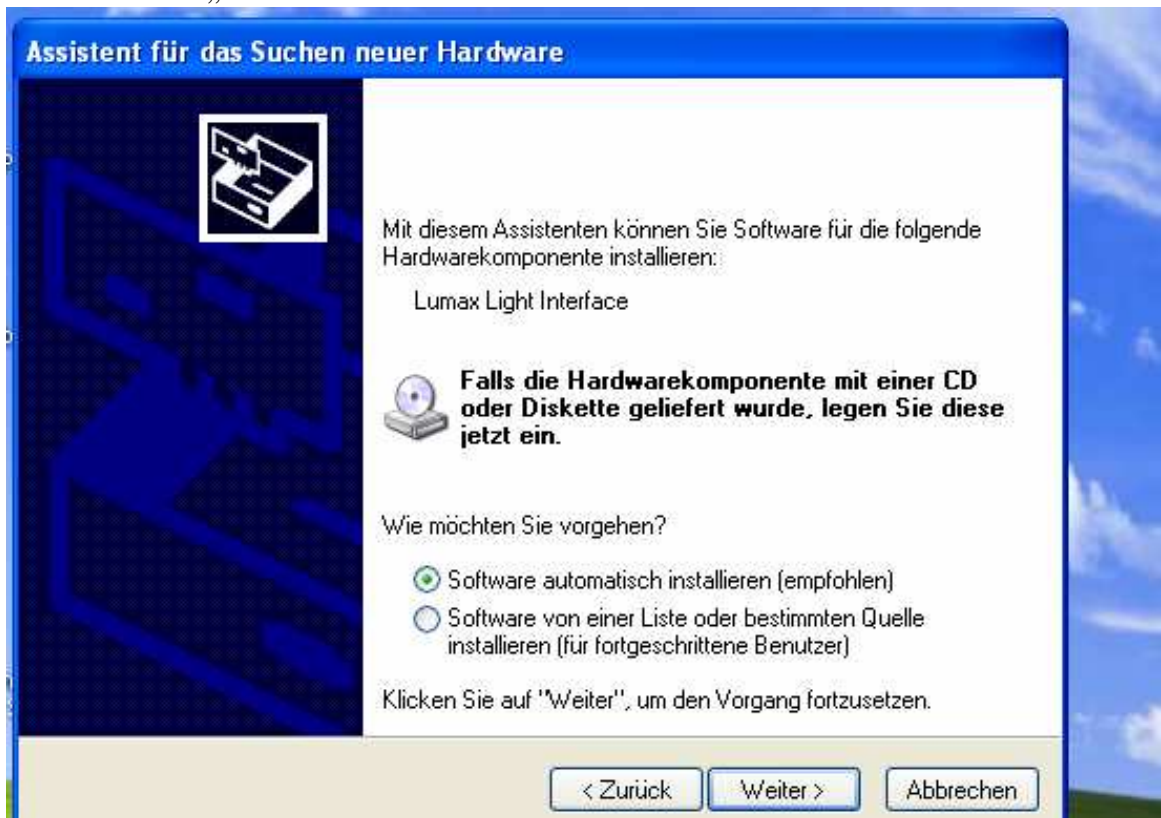 „
Assistent für das Suchen neuer Hardware
Mit diesem Assistenten können Sie Software für die folgende
Hardwarekomponente installieren:
Lumax Light Interface
Falls die Hardwarekomponente mit einer CD
oder Diskette geliefert wurde, legen Sie diese
jetzt ein.
Wie möchten Sie vorgehen?
Software automatisch installieren (empfohlen)
Software von einer Liste oder bestimmten Quelle
installieren (für fortgeschrittene Benutzer)
Klicken Sie auf "Weiter", um den Vorgang fortzusetzen.
< Zurück Weiter > Abbrechen